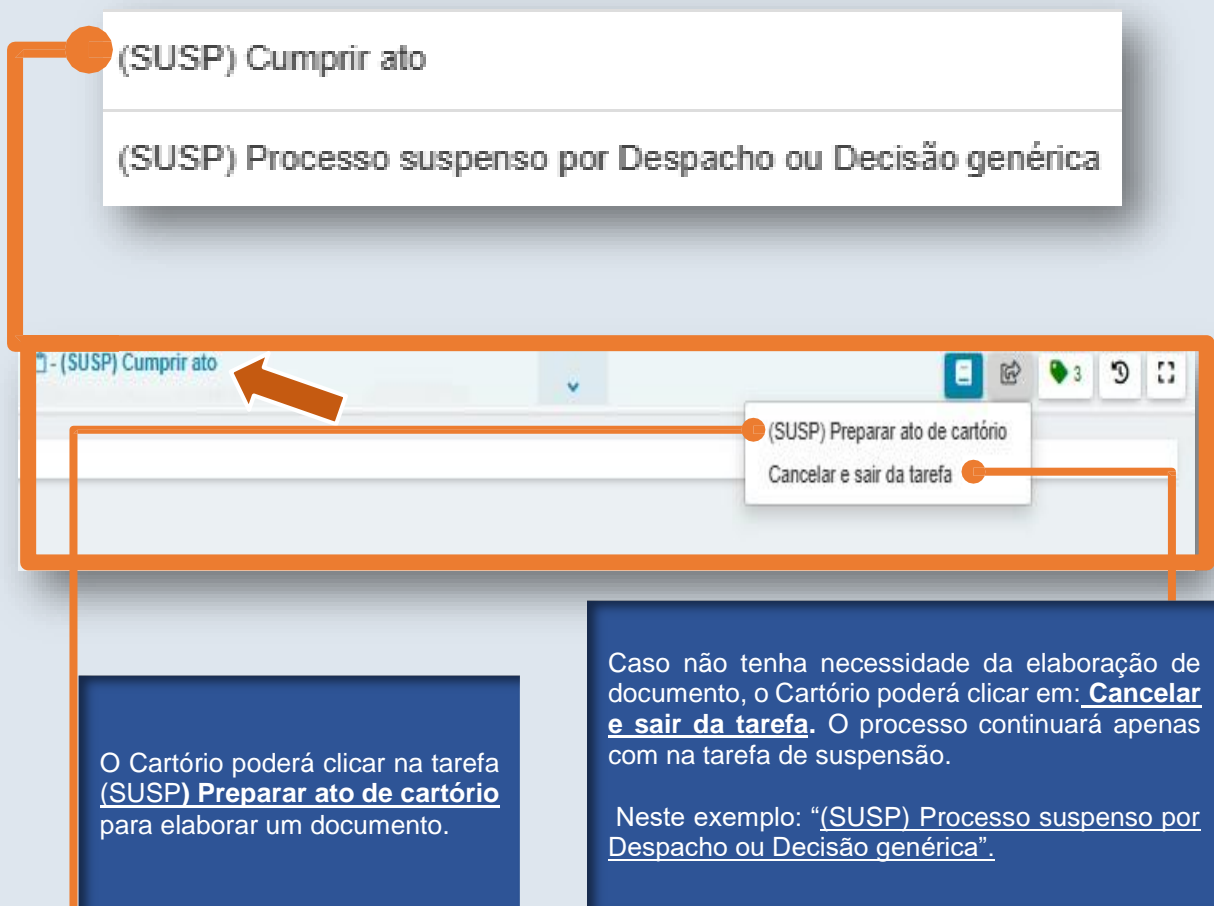 (SUSP) Cumprir ato
(SUSP) Processo suspenso por Despacho ou Decisão genérica
- (SUSP) Cumprir ato
3
(SUSP) Preparar ato de cartório
Cancelar e sair da tarefa
O Cartório poderá clicar na tarefa
(SUSP) Preparar ato de cartório
para elaborar um documento.
Caso não tenha necessidade da elaboração de
documento, o Cartório poderá clicar em: Cancelar
e sair da tarefa. O processo continuará apenas
com na tarefa de suspensão.
Neste exemplo: “(SUSP) Processo suspenso por
Despacho ou Decisão genérica”.